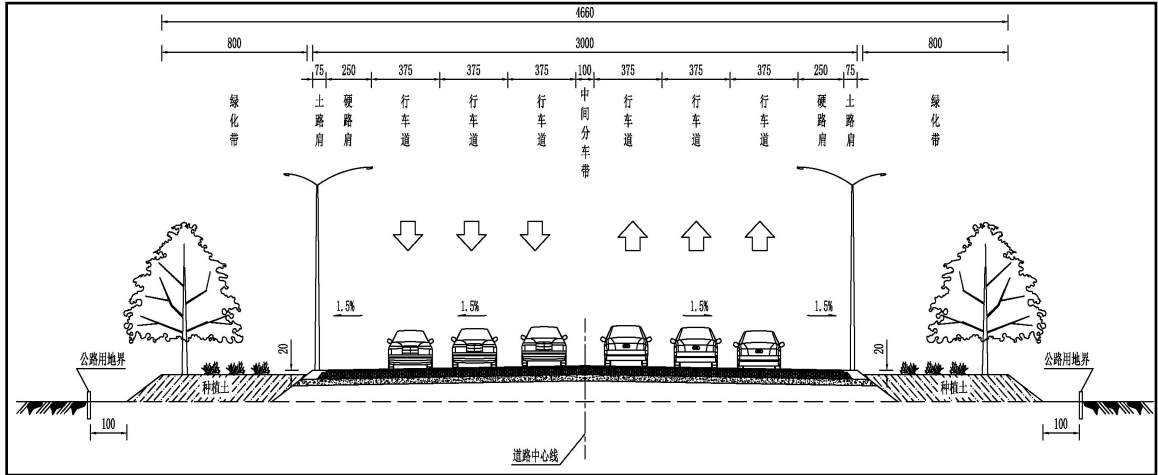 4660
800
3000
800
75
250
375
375
375
100
375
375
375
250
75
绿化带
土路肩
硬路肩
行车道
行车道
行车道
中间分车带
行车道
行车道
行车道
硬路肩
土路肩
绿化带
1.5%
1.5%
1.5%
1.5%
20
20
公路用地界
公路用地界
种植土
种植土
100
100
道路中心线